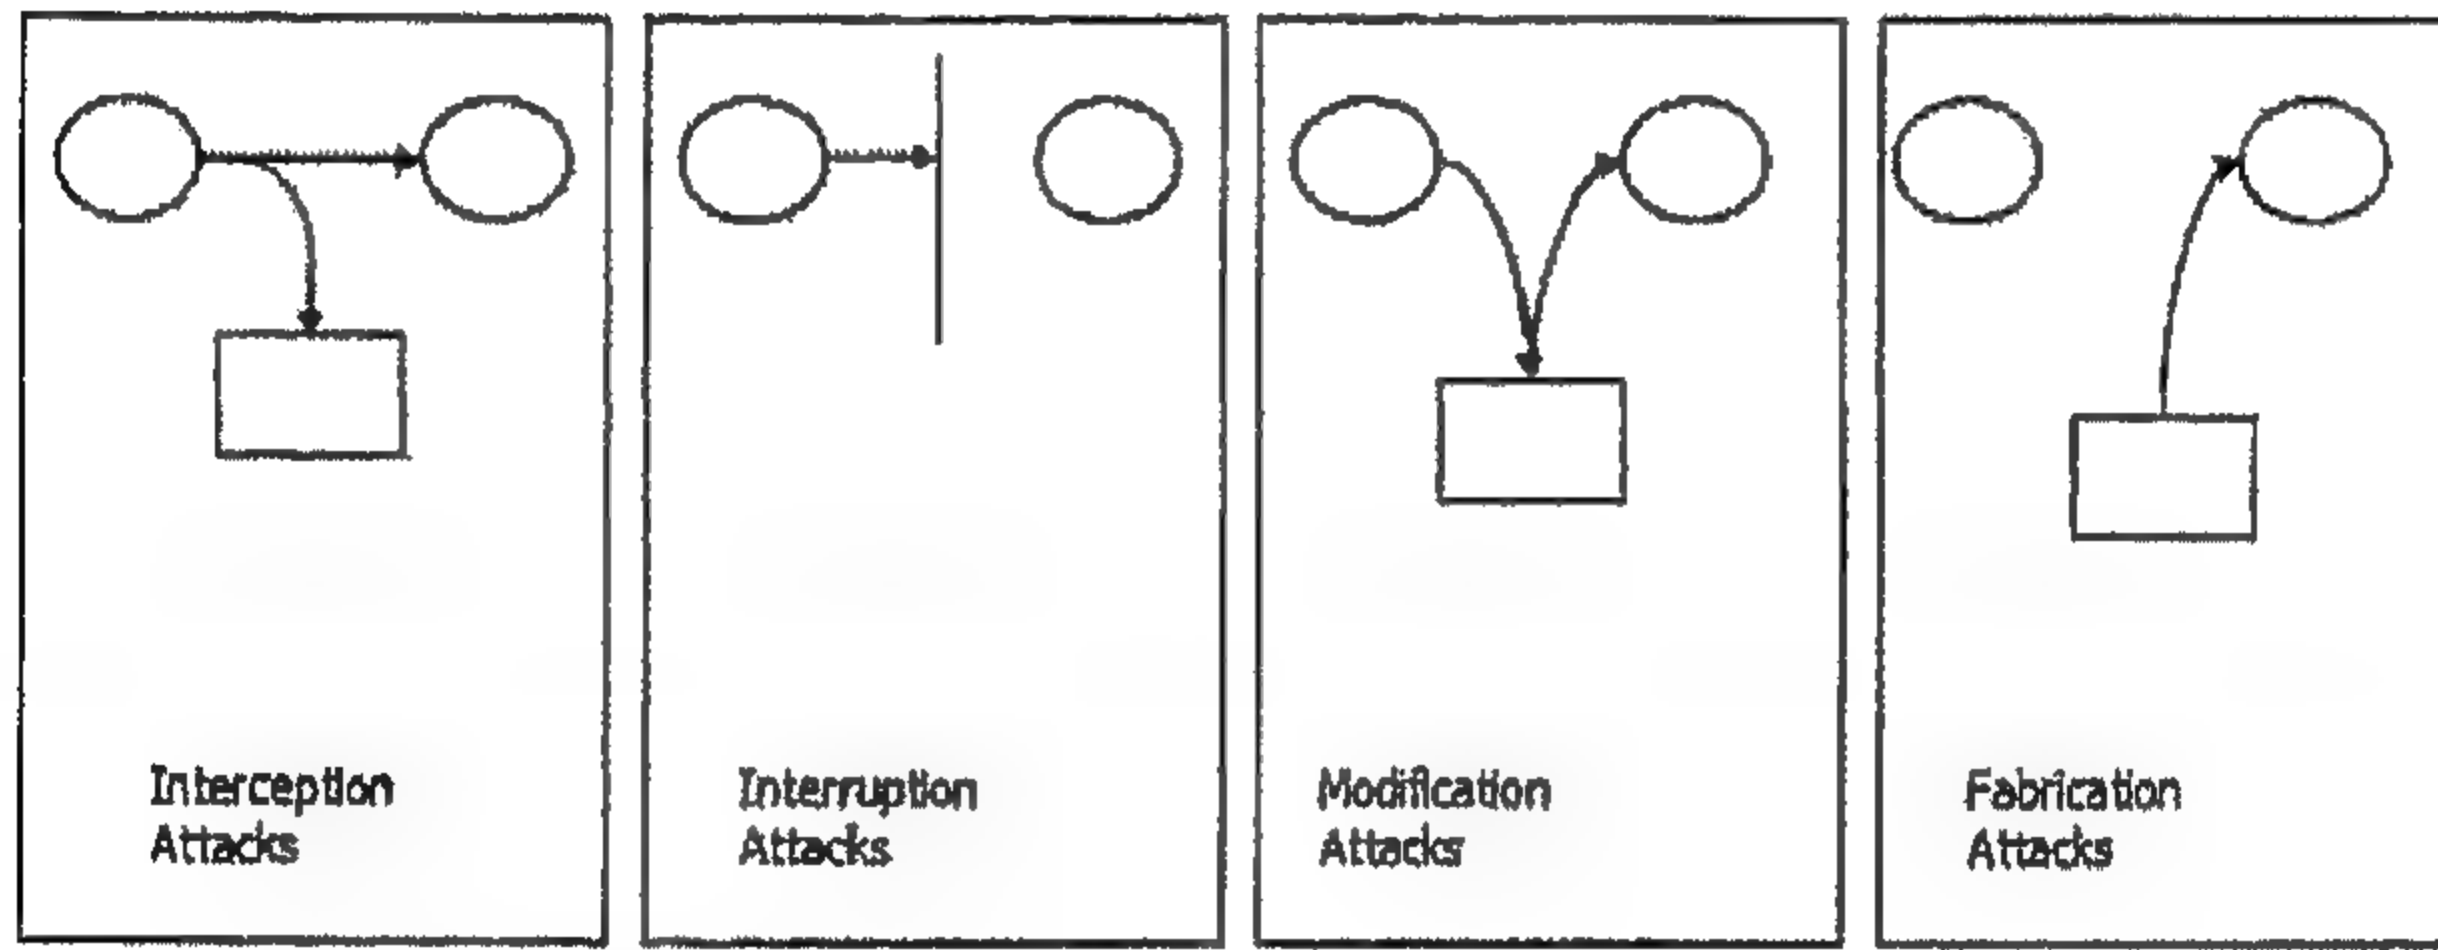 Interception
Attacks
Interruption
Attacks
Modification
Attacks
Fabrication
Attacks